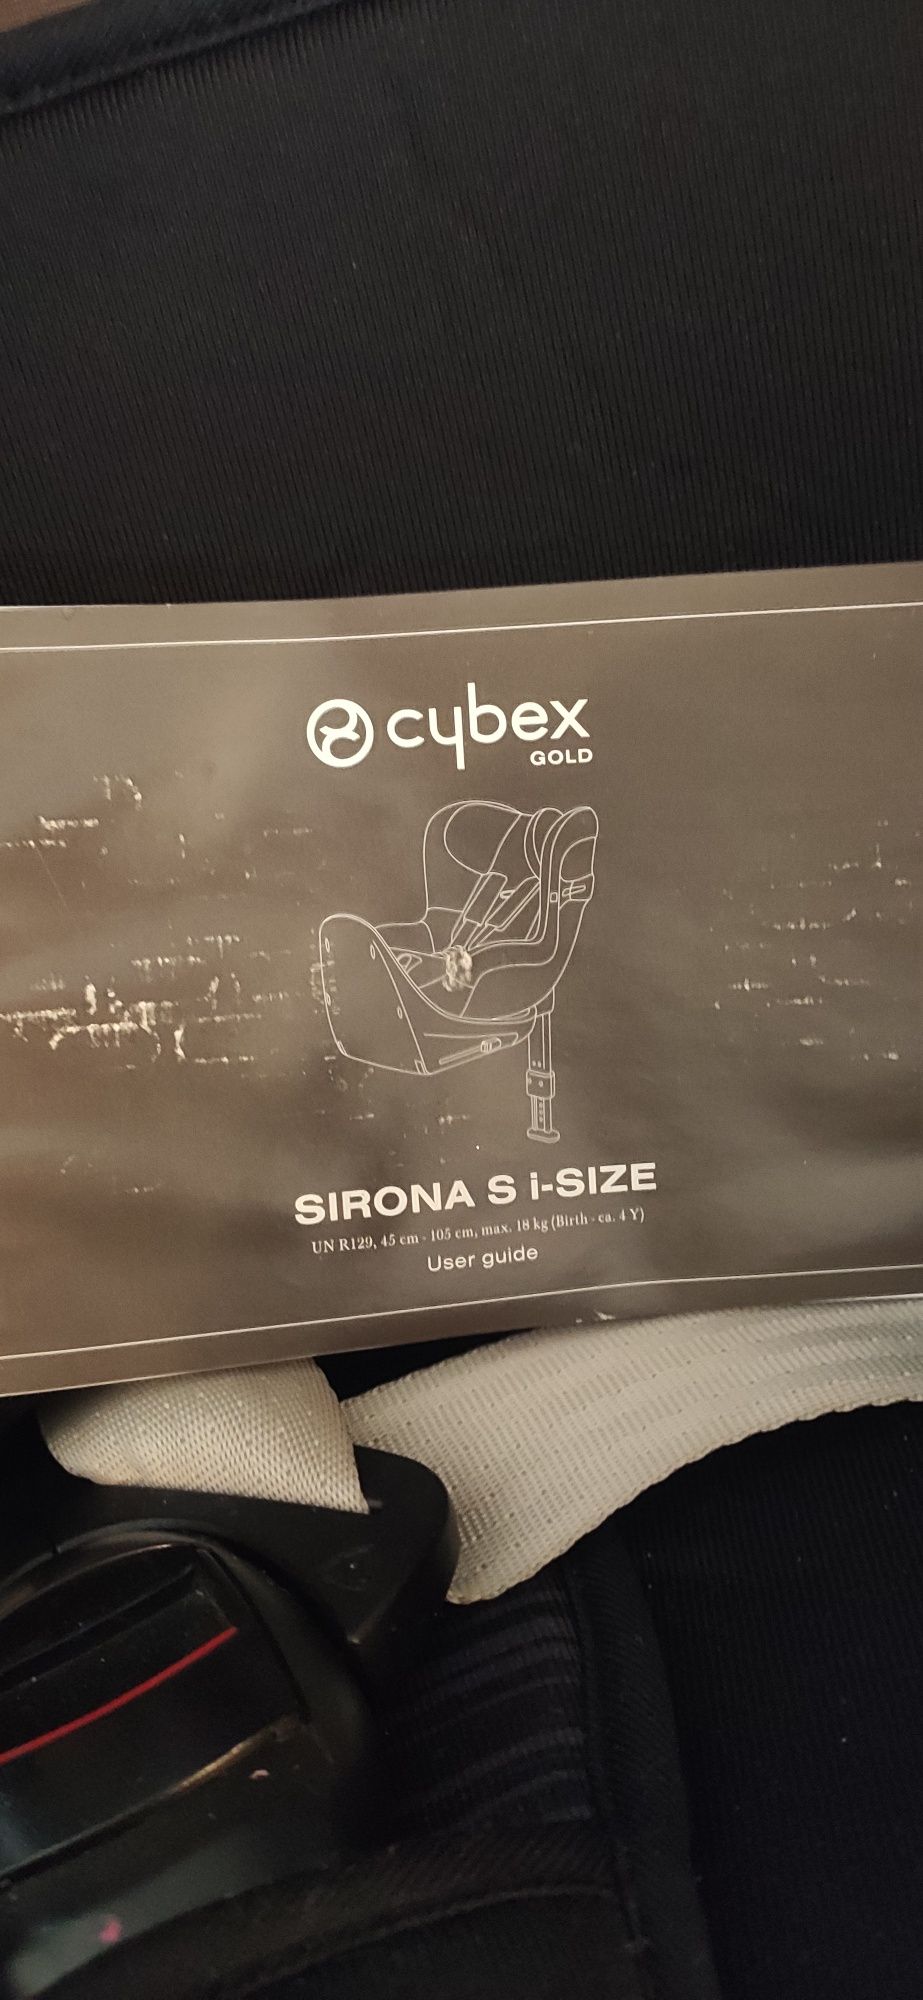 cybex
GOLD
SIRONA S i-SIZE
UN R129, 45 cm - 105 cm, max. 18 kg (Birth - ca. 4 Y)
User guide